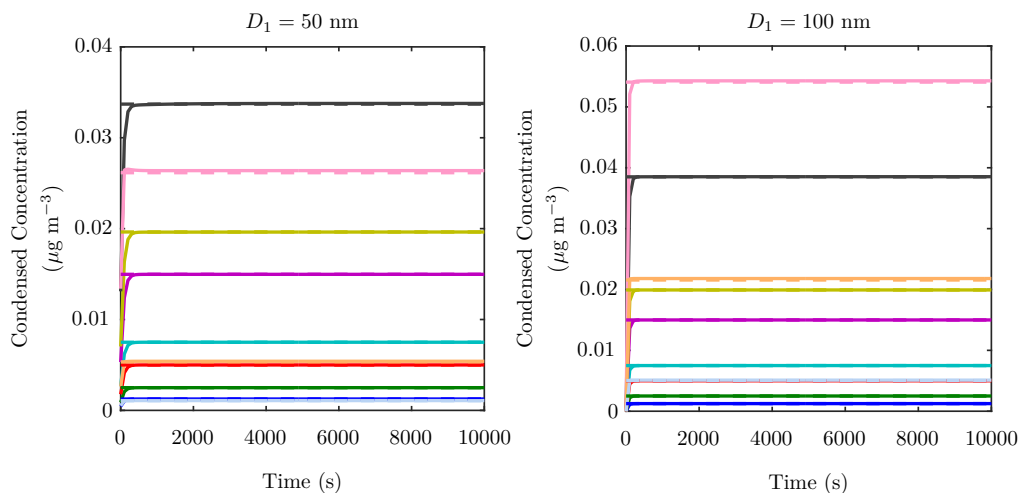 D₁ = 50 nm
Condensed Concentration
(μg m⁻³)
0.04
0.03
0.02
0.01
0
0 2000 4000 6000 8000 10000
Time (s)
D₁ = 100 nm
Condensed Concentration
(μg m⁻³)
0.06
0.05
0.04
0.03
0.02
0.01
0
0 2000 4000 6000 8000 10000
Time (s)